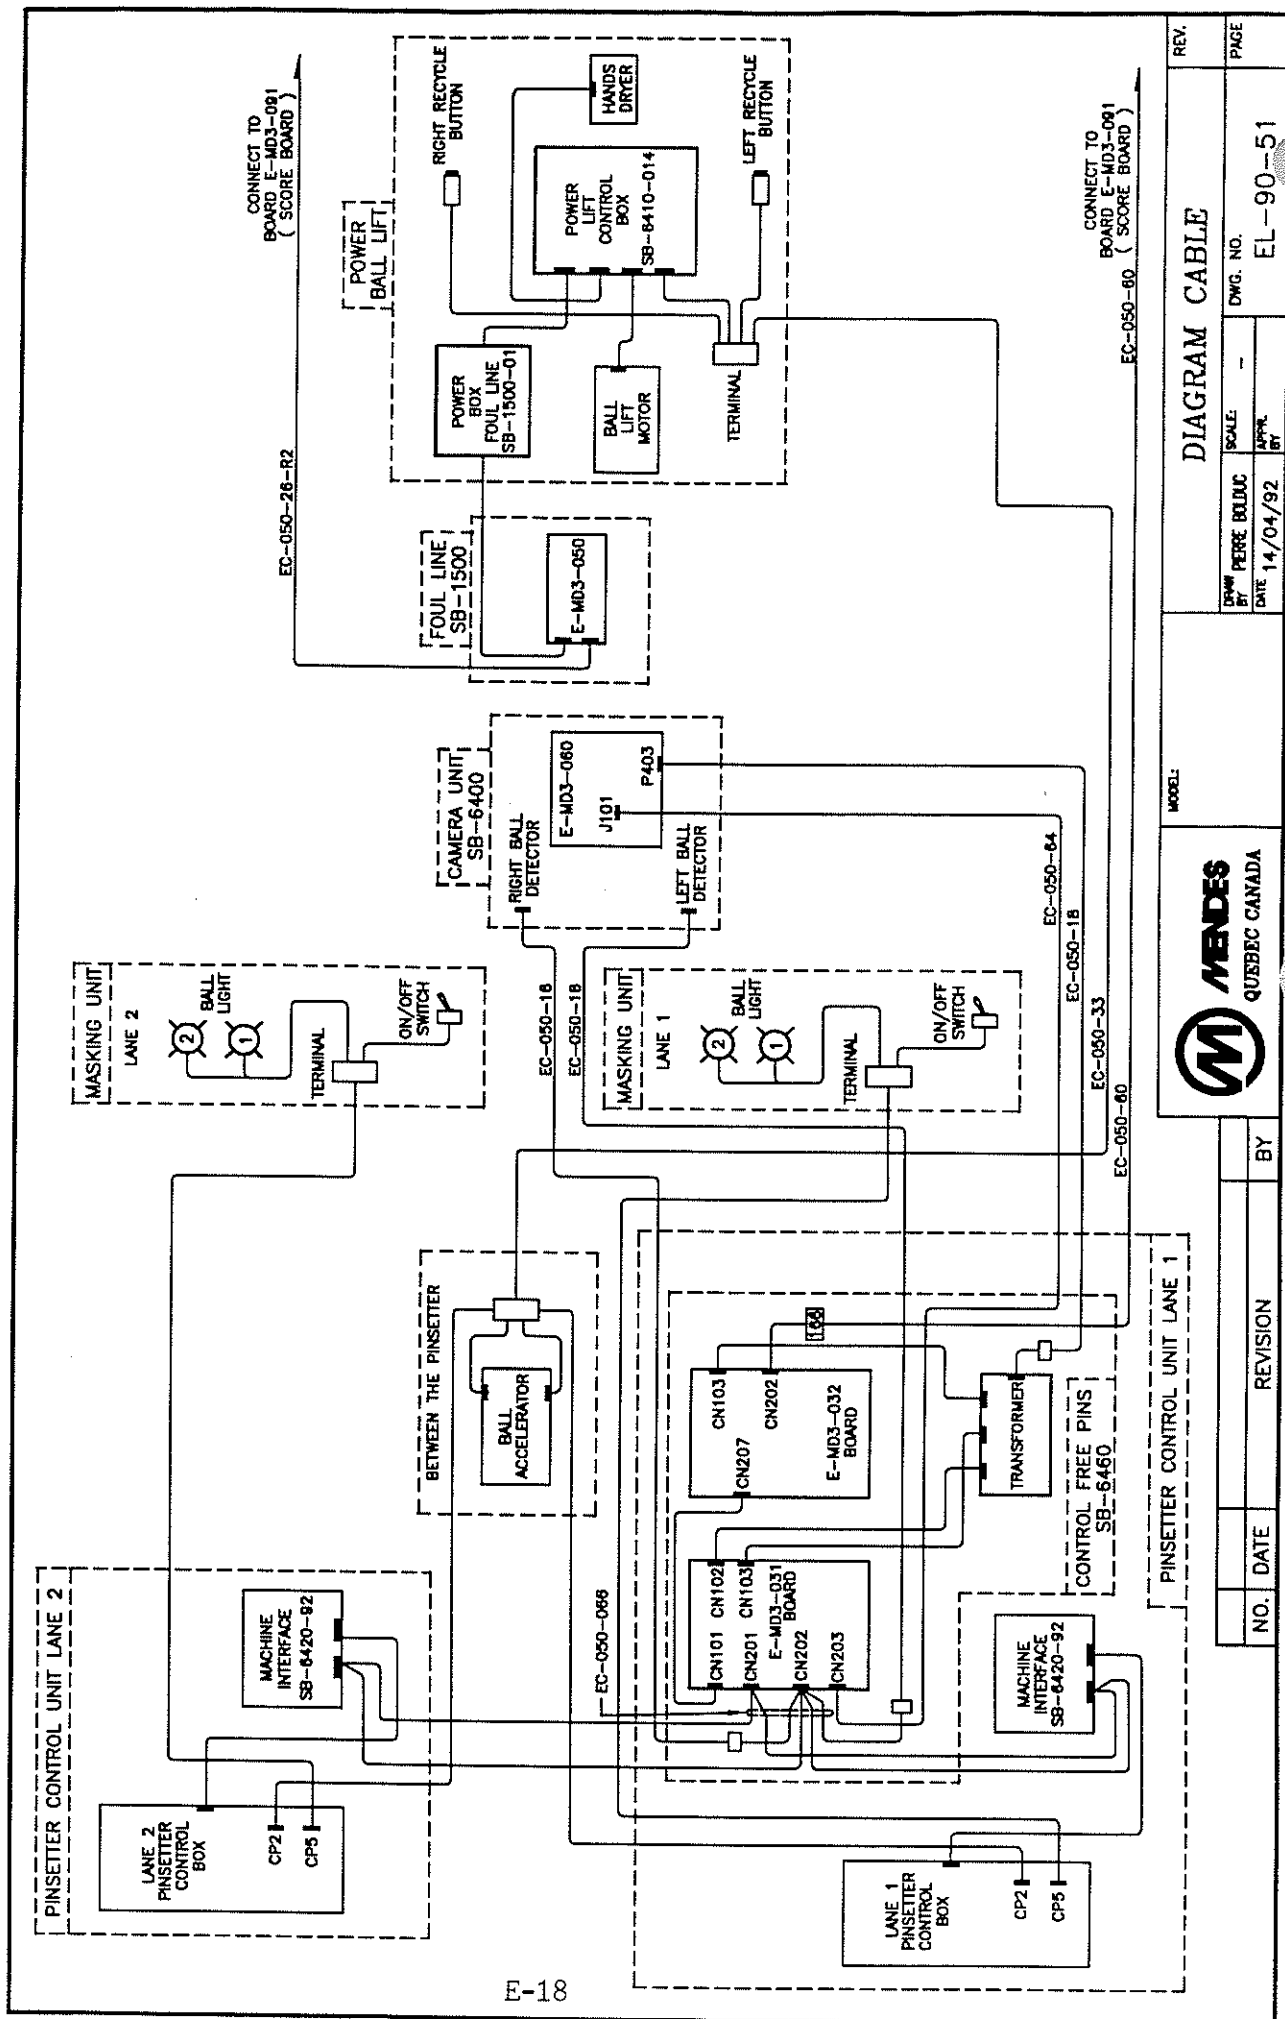 PINSETTER CONTROL UNIT LANE 2
LANE 2
PINSETTER
CONTROL
BOX
CP2
CP5
MACHINE
INTERFACE
SB-6420-92
MASKING UNIT
LANE 2
2
1
BALL
LIGHT
TERMINAL
ON/OFF
SWITCH
CONNECT TO
BOARD E-MD3-091
( SCORE BOARD )
EC-050-26-R2
POWER
BALL LIFT
RIGHT RECYCLE
BUTTON
HANDS
DRYER
POWER
LIFT
CONTROL
BOX
SB-6410-014
LEFT RECYCLE
BUTTON
POWER
BOX
FOUL LINE
SB-1500-01
BALL
LIFT
MOTOR
TERMINAL
FOUL LINE
SB-1500
E-MD3-050
CAMERA UNIT
SB-6400
RIGHT BALL
DETECTOR
E-MD3-060
J101
P403
LEFT BALL
DETECTOR
EC-050-18
EC-050-18
BETWEEN THE PINSETTER
BALL
ACCELERATOR
MASKING UNIT
LANE 1
2
1
BALL
LIGHT
TERMINAL
ON/OFF
SWITCH
EC-050-066
CN101
CN102
CN201
CN103
E-MD3-031
BOARD
CN202
CN203
CN207
CN103
CN202
E-MD3-032
BOARD
166
TRANSFORMER
CONTROL FREE PINS
SB-6460
MACHINE
INTERFACE
SB-6420-92
LANE 1
PINSETTER
CONTROL
BOX
CP2
CP5
PINSETTER CONTROL UNIT LANE 1
EC-050-64
EC-050-18
EC-050-33
EC-050-60
EC-050-60
CONNECT TO
BOARD E-MD3-091
( SCORE BOARD )
NO.
DATE
REVISION
BY
MENDES
QUEBEC CANADA
MODEL:
DIAGRAM CABLE
REV.
DRAW
BY
PIERRE BOLDUC
SCALE:
-
DWG. NO.
EL-90-51
PAGE
DATE
14/04/92
APPR.
BY
E-18